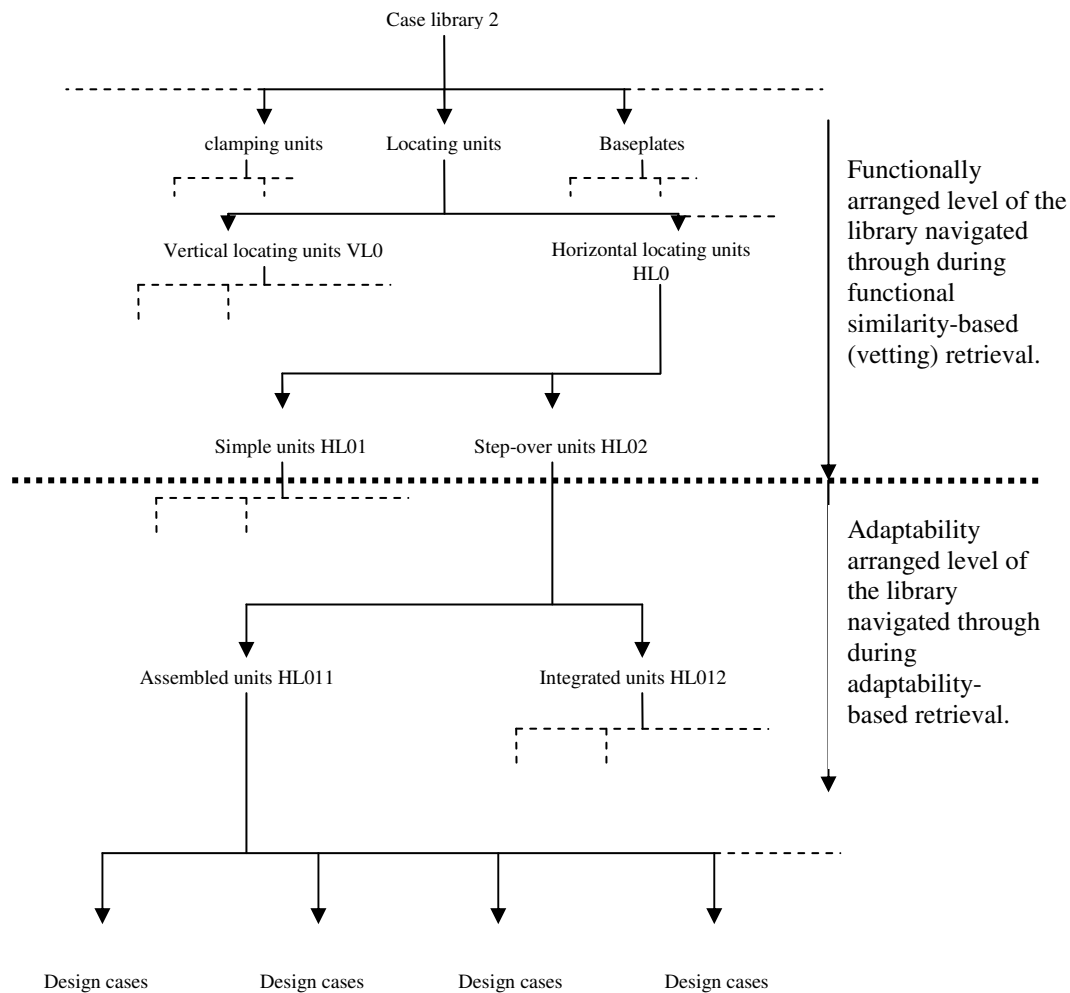 Case library 2
clamping units
Locating units
Baseplates
Functionally
arranged level of the
library navigated
through during
functional
similarity-based
(vetting) retrieval.
Vertical locating units VL0
Horizontal locating units
HL0
Simple units HL01
Step-over units HL02
Adaptability
arranged level of
the library
navigated through
during
adaptability-
based retrieval.
Assembled units HL011
Integrated units HL012
Design cases
Design cases
Design cases
Design cases